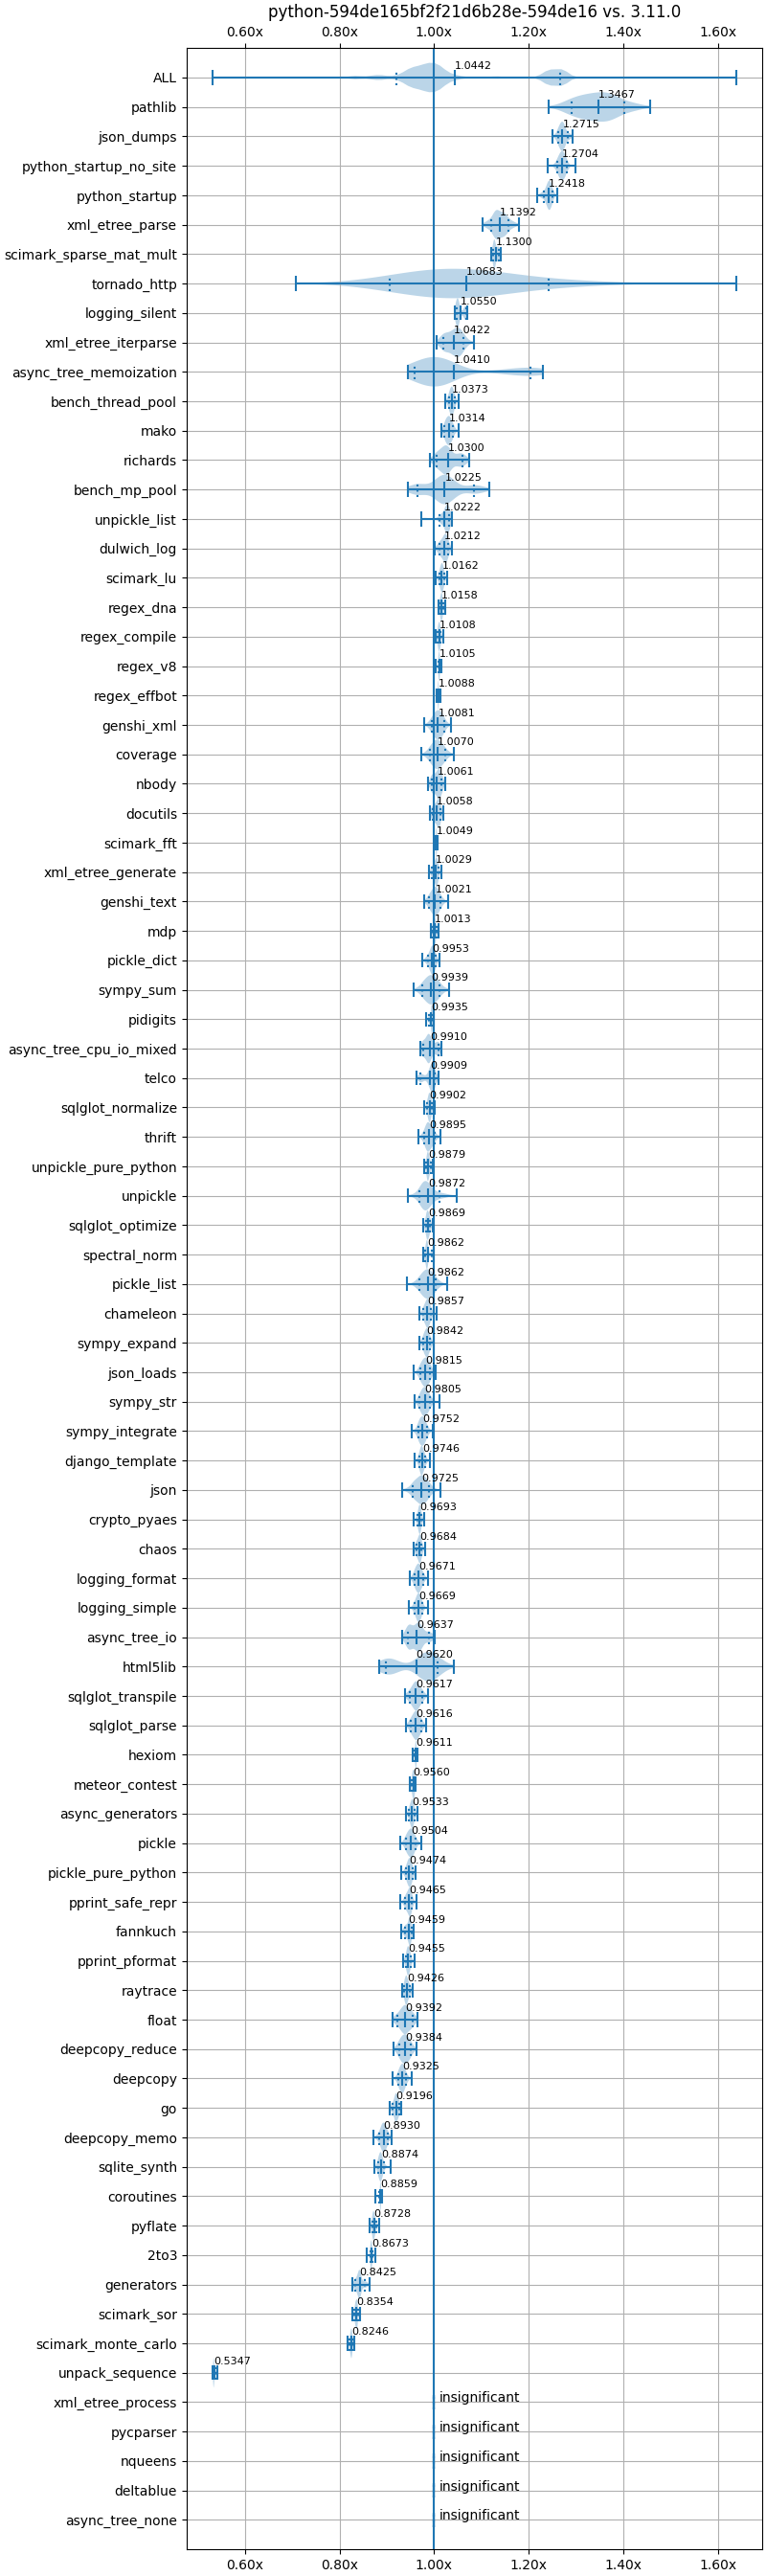 python-594de165bf2f21d6b28e-594de16 vs. 3.11.0
0.60x 0.80x 1.00x 1.20x 1.40x 1.60x
ALL 1.0442
pathlib 1.3467
json_dumps 1.2715
python_startup_no_site 1.2704
python_startup 1.2418
xml_etree_parse 1.1392
scimark_sparse_mat_mult 1.1300
tornado_http 1.0683
logging_silent 1.0550
xml_etree_iterparse 1.0422
async_tree_memoization 1.0410
bench_thread_pool 1.0373
mako 1.0314
richards 1.0300
bench_mp_pool 1.0225
unpickle_list 1.0222
dulwich_log 1.0212
scimark_lu 1.0162
regex_dna 1.0158
regex_compile 1.0108
regex_v8 1.0105
regex_effbot 1.0088
genshi_xml 1.0081
coverage 1.0070
nbody 1.0061
docutils 1.0058
scimark_fft 1.0049
xml_etree_generate 1.0029
genshi_text 1.0021
mdp 1.0013
pickle_dict 0.9953
sympy_sum 0.9939
pidigits 0.9935
async_tree_cpu_io_mixed 0.9910
telco 0.9909
sqlglot_normalize 0.9902
thrift 0.9895
unpickle_pure_python 0.9879
unpickle 0.9872
sqlglot_optimize 0.9869
spectral_norm 0.9862
pickle_list 0.9862
chameleon 0.9857
sympy_expand 0.9842
json_loads 0.9815
sympy_str 0.9805
sympy_integrate 0.9752
django_template 0.9746
json 0.9725
crypto_pyaes 0.9693
chaos 0.9684
logging_format 0.9671
logging_simple 0.9669
async_tree_io 0.9637
html5lib 0.9620
sqlglot_transpile 0.9617
sqlglot_parse 0.9616
hexiom 0.9611
meteor_contest 0.9560
async_generators 0.9533
pickle 0.9504
pickle_pure_python 0.9474
pprint_safe_repr 0.9465
fannkuch 0.9459
pprint_pformat 0.9455
raytrace 0.9426
float 0.9392
deepcopy_reduce 0.9384
deepcopy 0.9325
go 0.9196
deepcopy_memo 0.8930
sqlite_synth 0.8874
coroutines 0.8859
pyflate 0.8728
2to3 0.8673
generators 0.8425
scimark_sor 0.8354
scimark_monte_carlo 0.8246
unpack_sequence 0.5347
xml_etree_process insignificant
pycparser insignificant
nqueens insignificant
deltablue insignificant
async_tree_none insignificant
0.60x 0.80x 1.00x 1.20x 1.40x 1.60x